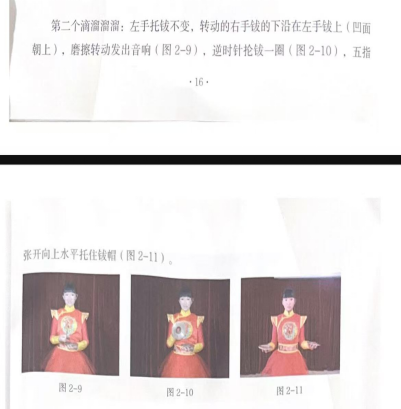 第二个滴溜溜溜：左手托钹不变，转动的右手钹的下沿在左手钹上（凹面
朝上），磨擦转动发出音响（图2-9），逆时针抡钹一圈（图2-10），五指
·16·
张开向上水平托住钹帽（图2-11）。
图2-9
图2-10
图2-11